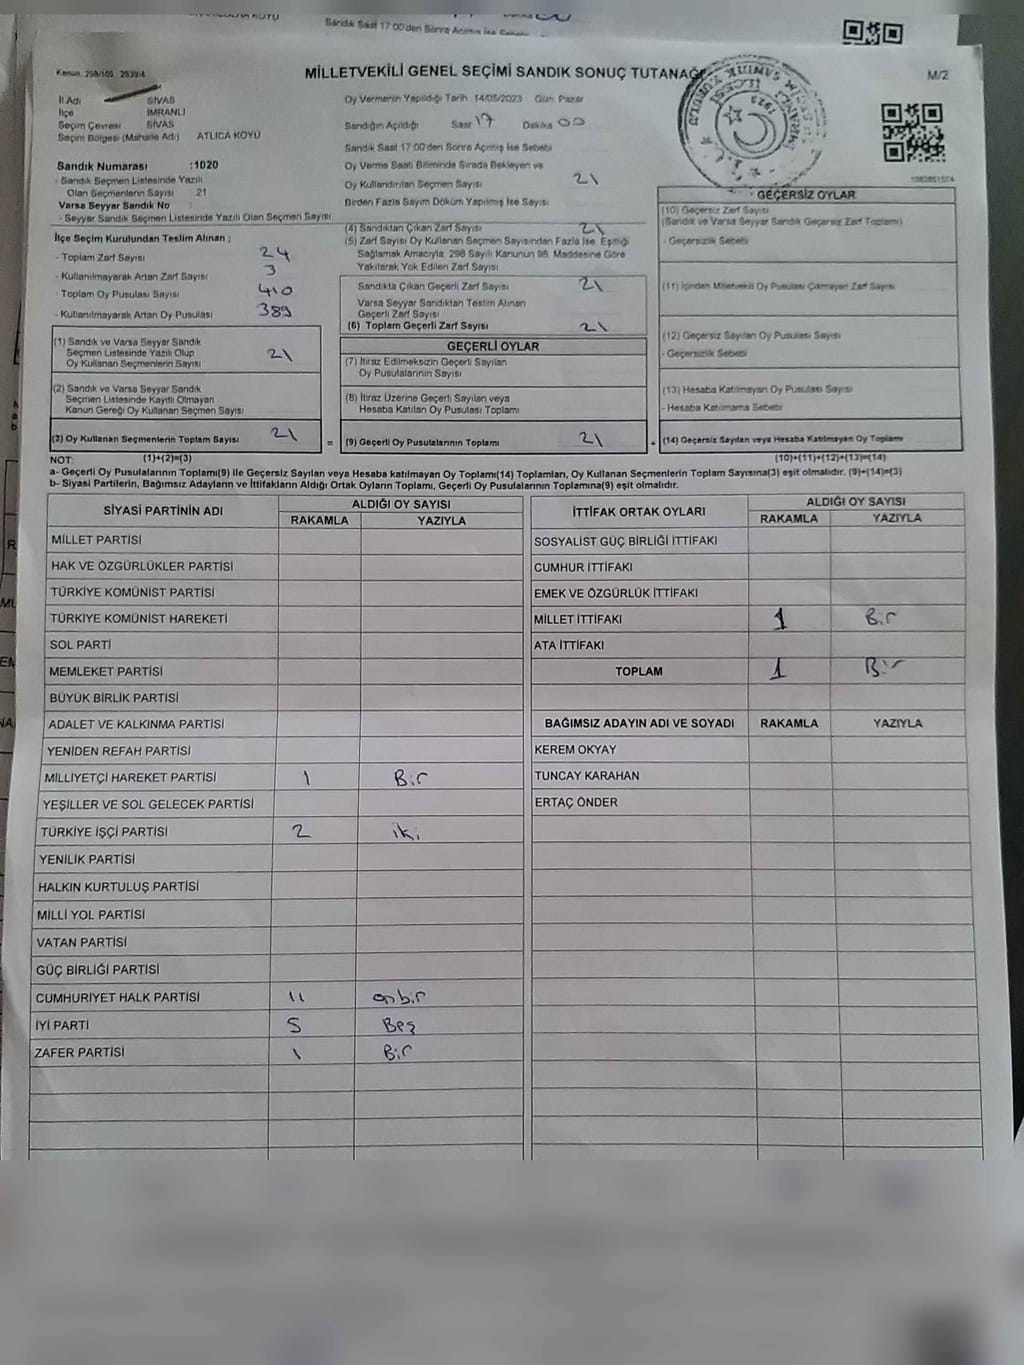 Sandık Saat 17:00'den Sonra Açılmış İse Sebebi
Kanun. 298/105 2839/4
MİLLETVEKİLİ GENEL SEÇİMİ SANDIK SONUÇ TUTANAĞI
M/2
İl Adı SİVAS
İlçe İMRANLI
Seçim Çevresi SİVAS
Seçim Bölgesi (Mahalle Adı) ATLICA KÖYÜ
Oy Vermenin Yapıldığı Tarih 14/05/2023 Gün. Pazar
Sandığın Açıldığı Saat 17 Dakika 00
Sandık Saat 17:00'den Sonra Açılmış İse Sebebi
Oy Verme Saati Bitiminde Sırada Bekleyen ve
Oy Kullandırılan Seçmen Sayısı 21
Birden Fazla Sayım Döküm Yapılmış İse Sayısı
Sandık Numarası :1020
- Sandık Seçmen Listesinde Yazılı
Olan Seçmenlerin Sayısı 21
Varsa Seyyar Sandık No
- Seyyar Sandık Seçmen Listesinde Yazılı Olan Seçmen Sayısı
İlçe Seçim Kurulundan Teslim Alınan ;
- Toplam Zarf Sayısı 24
- Kullanılmayarak Artan Zarf Sayısı 3
- Toplam Oy Pusulası Sayısı 410
- Kullanılmayarak Artan Oy Pusulası 389
(4) Sandıktan Çıkan Zarf Sayısı 21
(5) Zarf Sayısı Oy Kullanan Seçmen Sayısından Fazla İse, Eşitliği
Sağlamak Amacıyla, 298 Sayılı Kanunun 98. Maddesine Göre
Yakılarak Yok Edilen Zarf Sayısı
Sandıkta Çıkan Geçerli Zarf Sayısı 21
Varsa Seyyar Sandıktan Teslim Alınan
Geçerli Zarf Sayısı
(6) Toplam Geçerli Zarf Sayısı 21
GEÇERSİZ OYLAR
(10) Geçersiz Zarf Sayısı
(Sandık ve Varsa Seyyar Sandık Geçersiz Zarf Toplamı)
- Geçersizlik Sebebi
(11) İçinden Milletvekili Oy Pusulası Çıkmayan Zarf Sayısı
(12) Geçersiz Sayılan Oy Pusulası Sayısı
- Geçersizlik Sebebi
(13) Hesaba Katılmayan Oy Pusulası Sayısı
- Hesaba Katılmama Sebebi
(14) Geçersiz Sayılan veya Hesaba Katılmayan Oy Toplamı
(1) Sandık ve Varsa Seyyar Sandık
Seçmen Listesinde Yazılı Olup
Oy Kullanan Seçmenlerin Sayısı 21
(2) Sandık ve Varsa Seyyar Sandık
Seçmen Listesinde Kayıtlı Olmayan
Kanun Gereği Oy Kullanan Seçmen Sayısı
(3) Oy Kullanan Seçmenlerin Toplam Sayısı 21 =
GEÇERLİ OYLAR
(7) İtiraz Edilmeksizin Geçerli Sayılan
Oy Pusulalarının Sayısı
(8) İtiraz Üzerine Geçerli Sayılan veya
Hesaba Katılan Oy Pusulası Toplamı
(9) Geçerli Oy Pusulalarının Toplamı 21 +
NOT: (1)+(2)=(3) (10)+(11)+(12)+(13)=(14)
a- Geçerli Oy Pusulalarının Toplamı(9) ile Geçersiz Sayılan veya Hesaba katılmayan Oy Toplamı(14) Toplamları, Oy Kullanan Seçmenlerin Toplam Sayısına(3) eşit olmalıdır. (9)+(14)=(3)
b- Siyasi Partilerin, Bağımsız Adayların ve İttifakların Aldığı Ortak Oyların Toplamı, Geçerli Oy Pusulalarının Toplamına(9) eşit olmalıdır.
SİYASİ PARTİNİN ADI ALDIĞI OY SAYISI
RAKAMLA YAZIYLA
MİLLET PARTİSİ
HAK VE ÖZGÜRLÜKLER PARTİSİ
TÜRKİYE KOMÜNİST PARTİSİ
TÜRKİYE KOMÜNİST HAREKETİ
SOL PARTİ
MEMLEKET PARTİSİ
BÜYÜK BİRLİK PARTİSİ
ADALET VE KALKINMA PARTİSİ
YENİDEN REFAH PARTİSİ
MİLLİYETÇİ HAREKET PARTİSİ 1 Bir
YEŞİLLER VE SOL GELECEK PARTİSİ
TÜRKİYE İŞÇİ PARTİSİ 2 iki
YENİLİK PARTİSİ
HALKIN KURTULUŞ PARTİSİ
MİLLİ YOL PARTİSİ
VATAN PARTİSİ
GÜÇ BİRLİĞİ PARTİSİ
CUMHURİYET HALK PARTİSİ 11 onbir
İYİ PARTİ 5 Beş
ZAFER PARTİSİ 1 Bir
İTTİFAK ORTAK OYLARI ALDIĞI OY SAYISI
RAKAMLA YAZIYLA
SOSYALİST GÜÇ BİRLİĞİ İTTİFAKI
CUMHUR İTTİFAKI
EMEK VE ÖZGÜRLÜK İTTİFAKI
MİLLET İTTİFAKI 1 Bir
ATA İTTİFAKI
TOPLAM 1 Bir
BAĞIMSIZ ADAYIN ADI VE SOYADI RAKAMLA YAZIYLA
KEREM OKYAY
TUNCAY KARAHAN
ERTAÇ ÖNDER